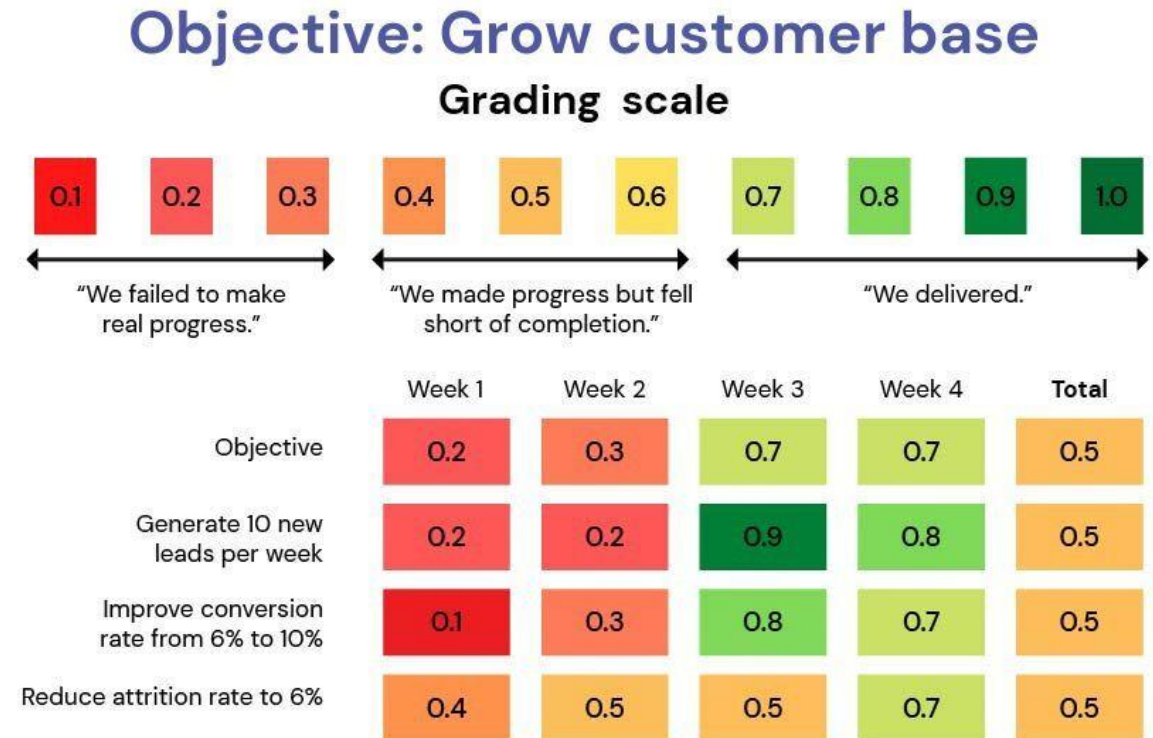 Objective: Grow customer base
Grading scale
0.1 0.2 0.3 0.4 0.5 0.6 0.7 0.8 0.9 1.0
“We failed to make
real progress.”
“We made progress but fell
short of completion.”
“We delivered.”
Week 1 Week 2 Week 3 Week 4 Total
Objective 0.2 0.3 0.7 0.7 0.5
Generate 10 new
leads per week 0.2 0.2 0.9 0.8 0.5
Improve conversion
rate from 6% to 10% 0.1 0.3 0.8 0.7 0.5
Reduce attrition rate to 6% 0.4 0.5 0.5 0.7 0.5